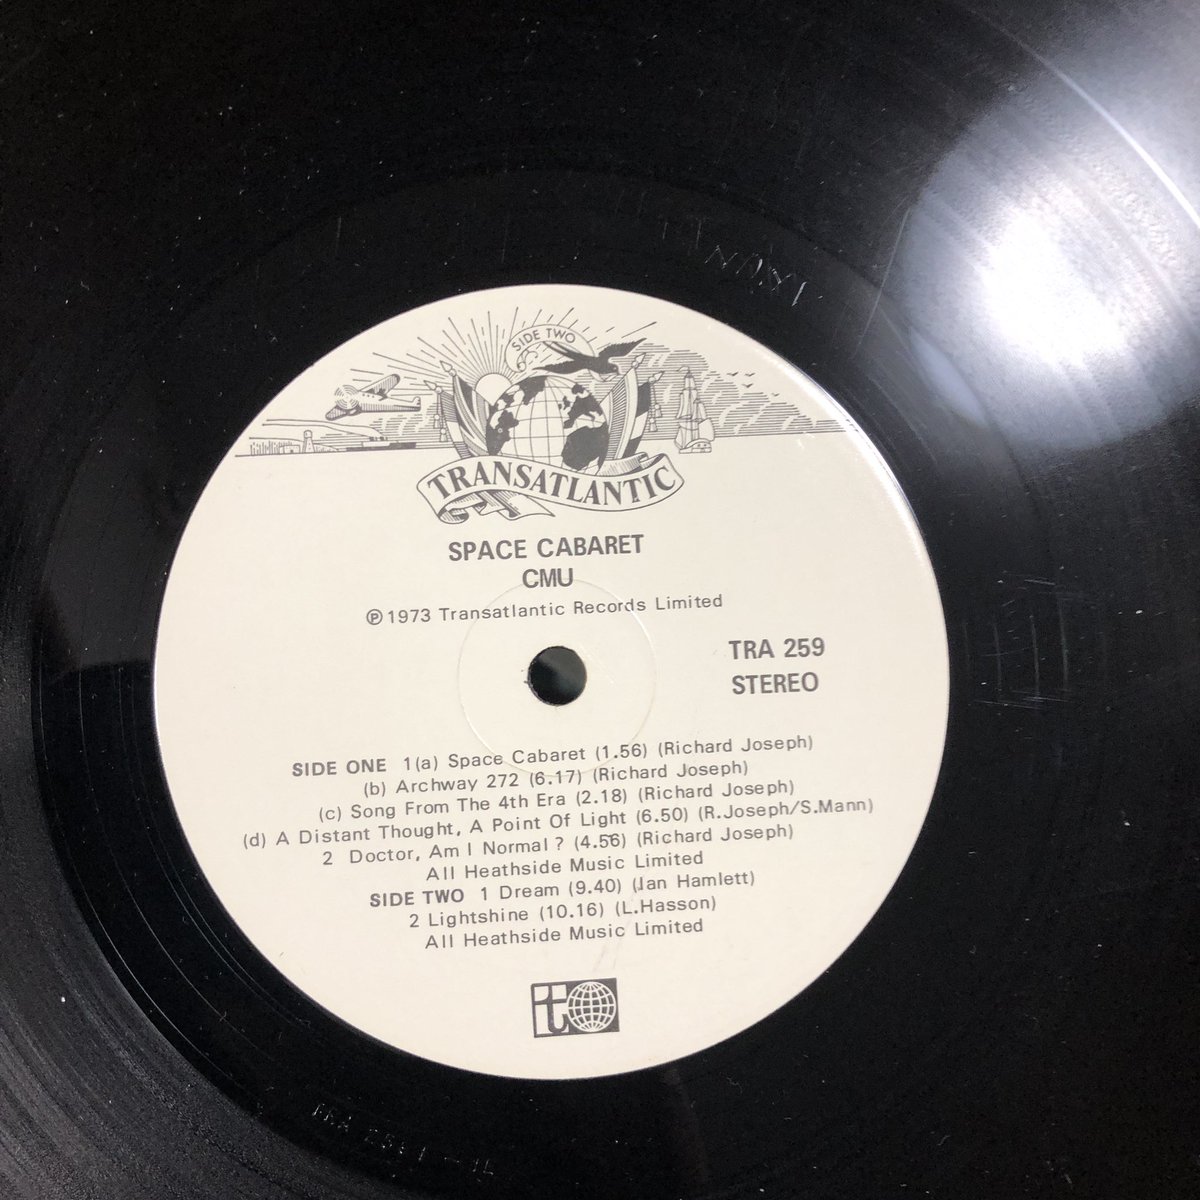 SIDE TWO
TRANSATLANTIC
SPACE CABARET
CMU
℗ 1973 Transatlantic Records Limited
TRA 259
STEREO
SIDE ONE 1(a) Space Cabaret (1.56) (Richard Joseph)
(b) Archway 272 (6.17) (Richard Joseph)
(c) Song From The 4th Era (2.18) (Richard Joseph)
(d) A Distant Thought, A Point Of Light (6.50) (R.Joseph/S.Mann)
2 Doctor, Am I Normal? (4.56) (Richard Joseph)
All Heathside Music Limited
SIDE TWO 1 Dream (9.40) (Ian Hamlett)
2 Lightshine (10.16) (L.Hasson)
All Heathside Music Limited
t